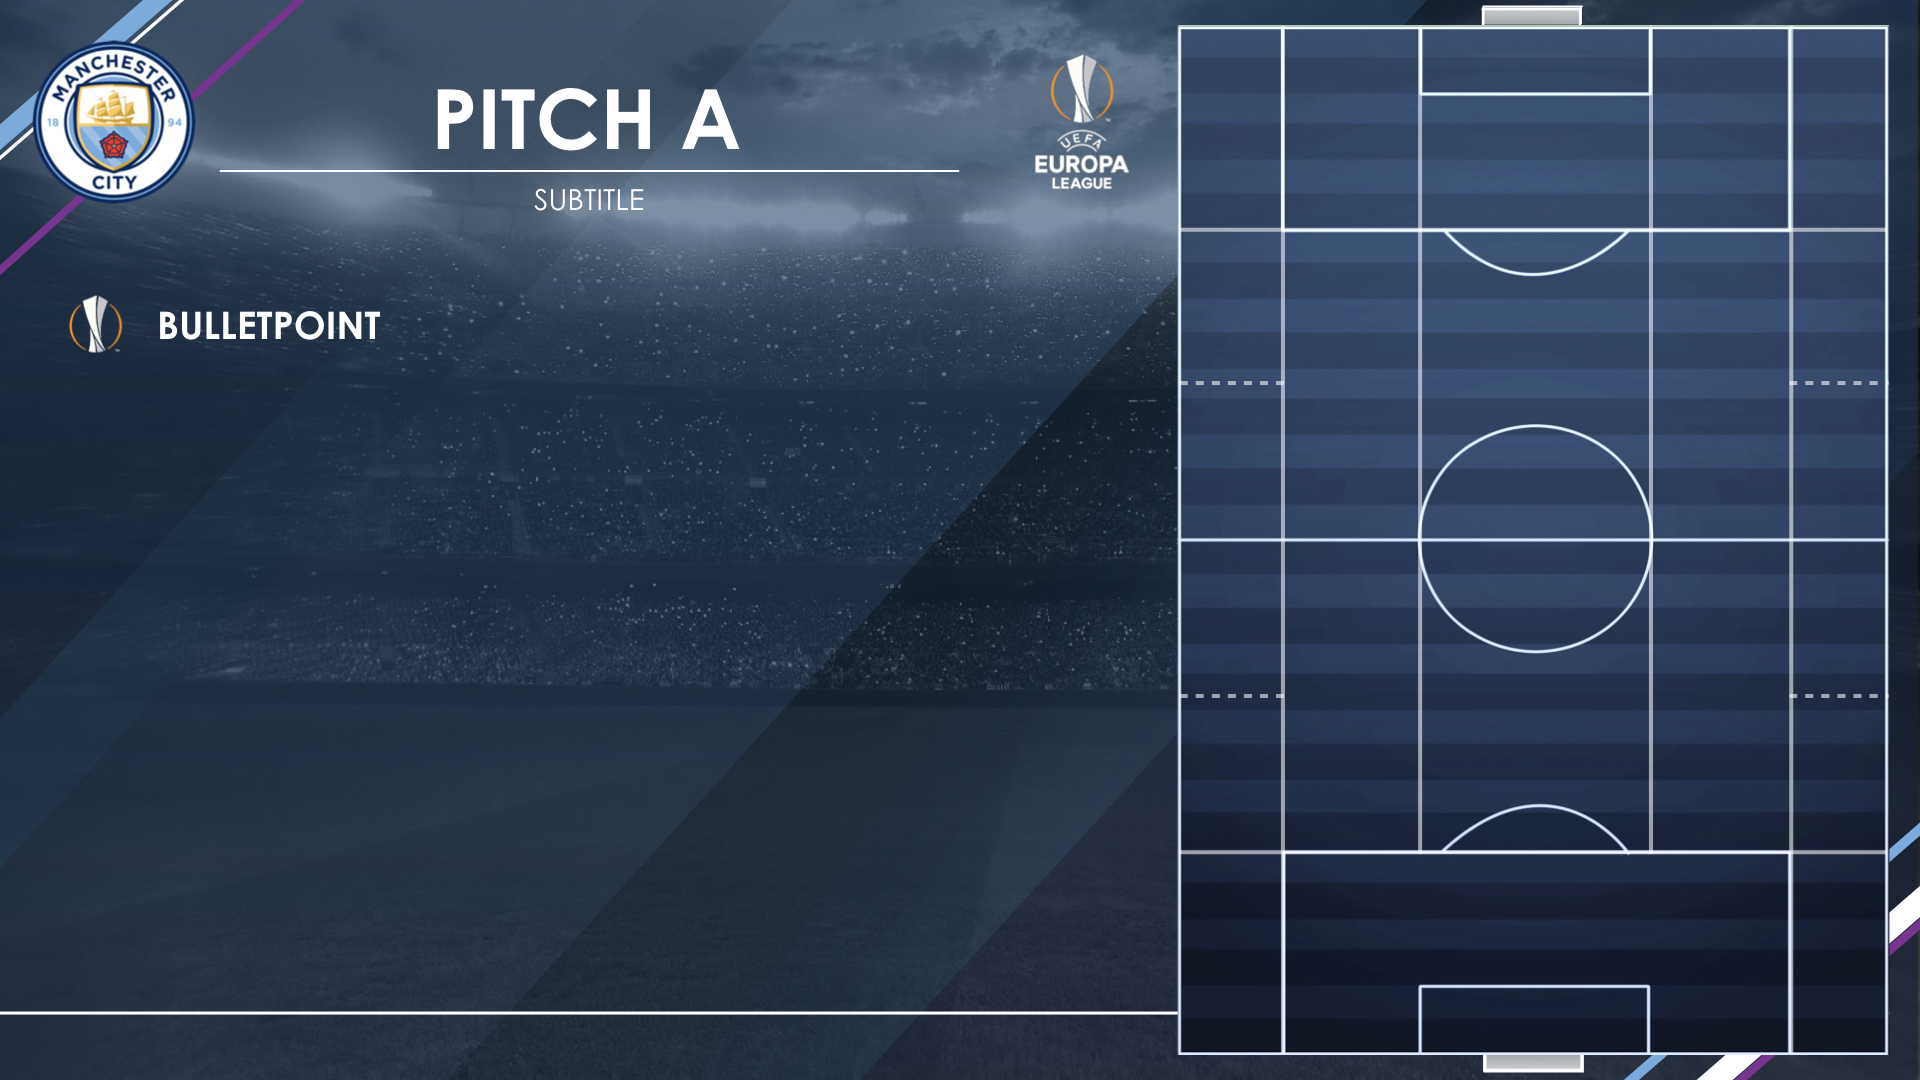 MANCHESTER
18 94
CITY
PITCH A
SUBTITLE
UEFA
EUROPA
LEAGUE
BULLETPOINT